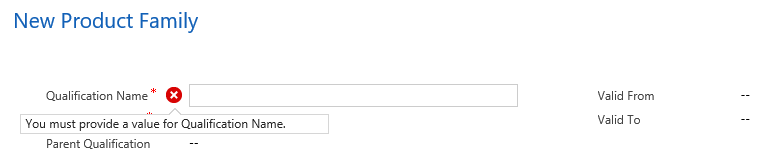 New Product Family
Qualification Name *
Valid From --
You must provide a value for Qualification Name.
Valid To --
Parent Qualification --